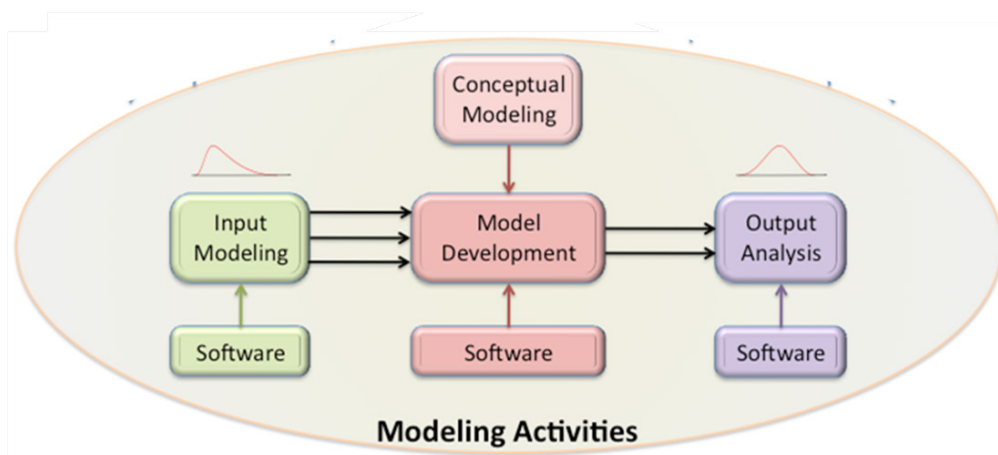 Conceptual
Modeling
Input
Modeling
Model
Development
Output
Analysis
Software
Software
Software
Modeling Activities